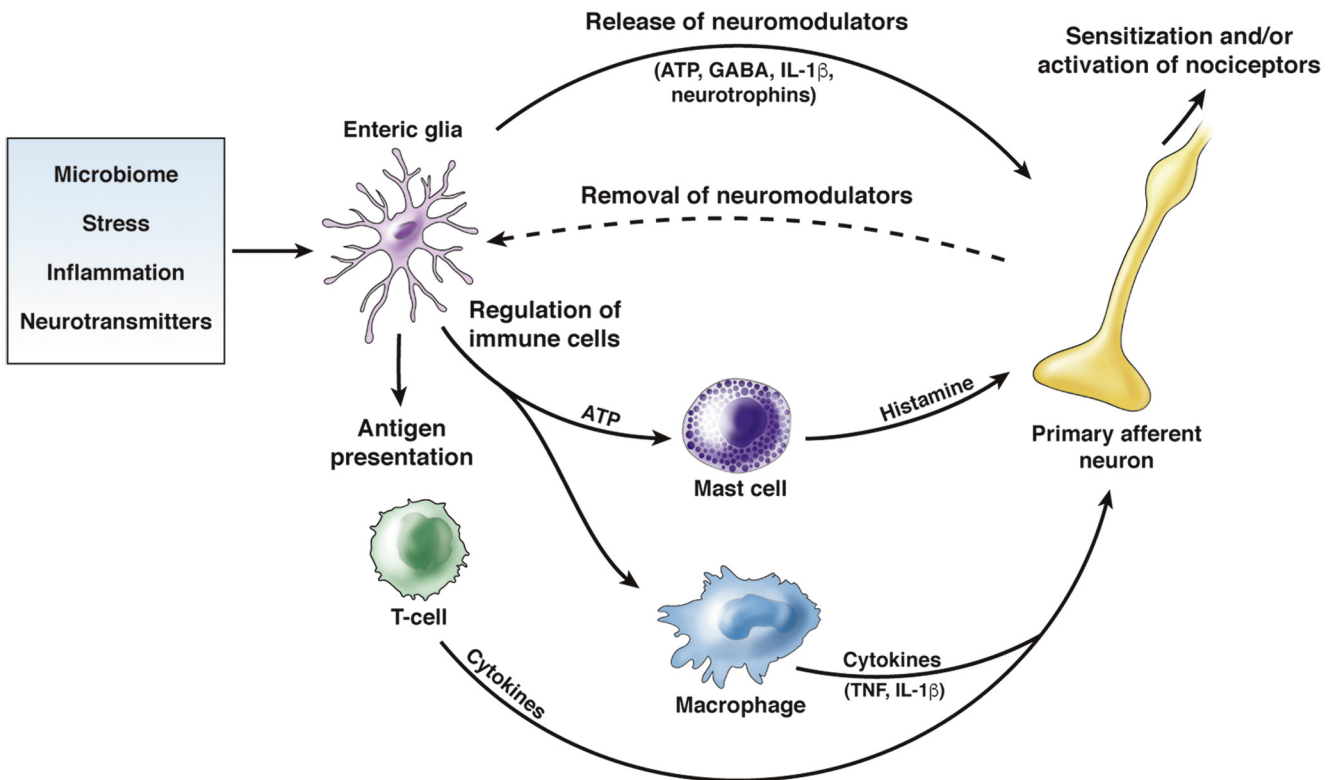 Release of neuromodulators
(ATP, GABA, IL-1β,
neurotrophins)
Sensitization and/or
activation of nociceptors
Enteric glia
Microbiome
Stress
Inflammation
Neurotransmitters
Removal of neuromodulators
Regulation of
immune cells
ATP
Histamine
Antigen
presentation
Mast cell
Primary afferent
neuron
T-cell
Cytokines
Macrophage
Cytokines
(TNF, IL-1β)